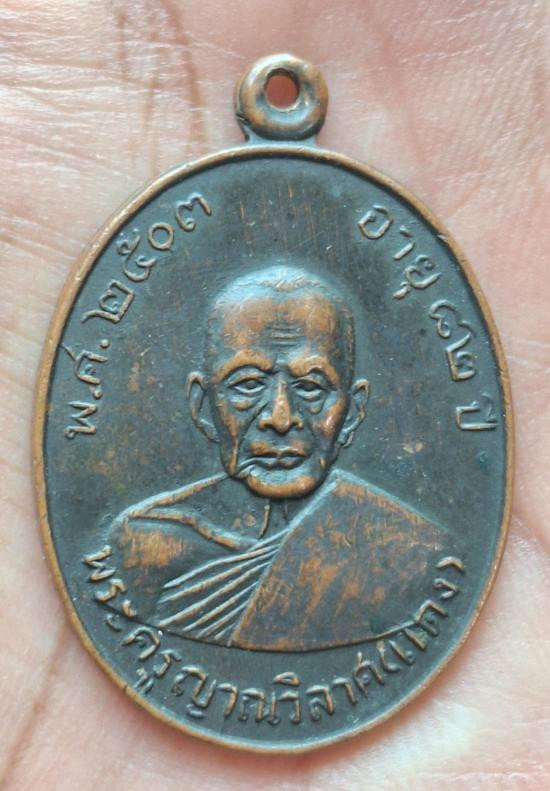 พ.ศ. ๒๕๐๓
อายุ ๘๒ ปี
พระครูญาณวิลาศ(แดง)